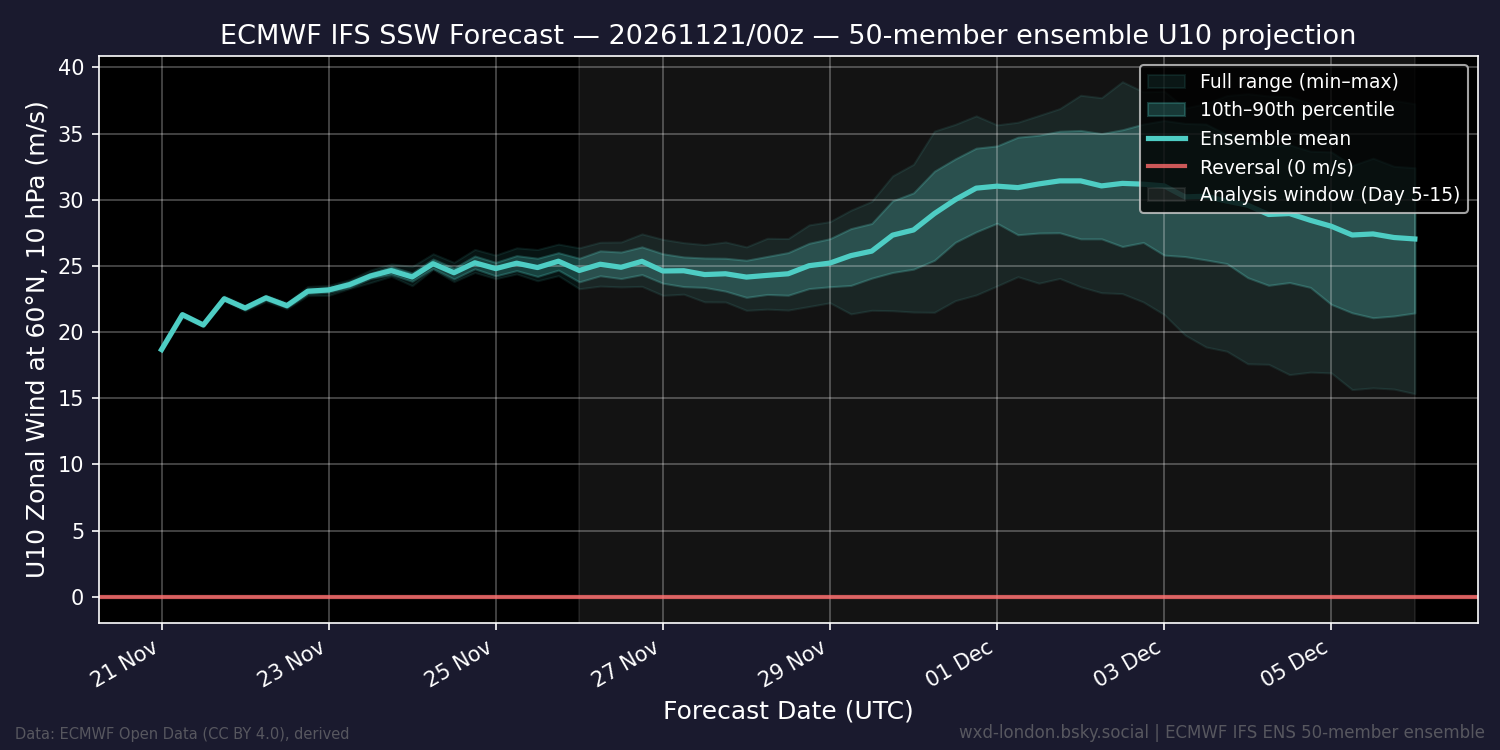 ECMWF IFS SSW Forecast — 20261121/00z — 50-member ensemble U10 projection
U10 Zonal Wind at 60°N, 10 hPa (m/s)
40
35
30
25
20
15
10
5
0
Full range (min–max)
10th–90th percentile
Ensemble mean
Reversal (0 m/s)
Analysis window (Day 5-15)
21 Nov
23 Nov
25 Nov
27 Nov
29 Nov
01 Dec
03 Dec
05 Dec
Forecast Date (UTC)
Data: ECMWF Open Data (CC BY 4.0), derived
wxd-london.bsky.social | ECMWF IFS ENS 50-member ensemble